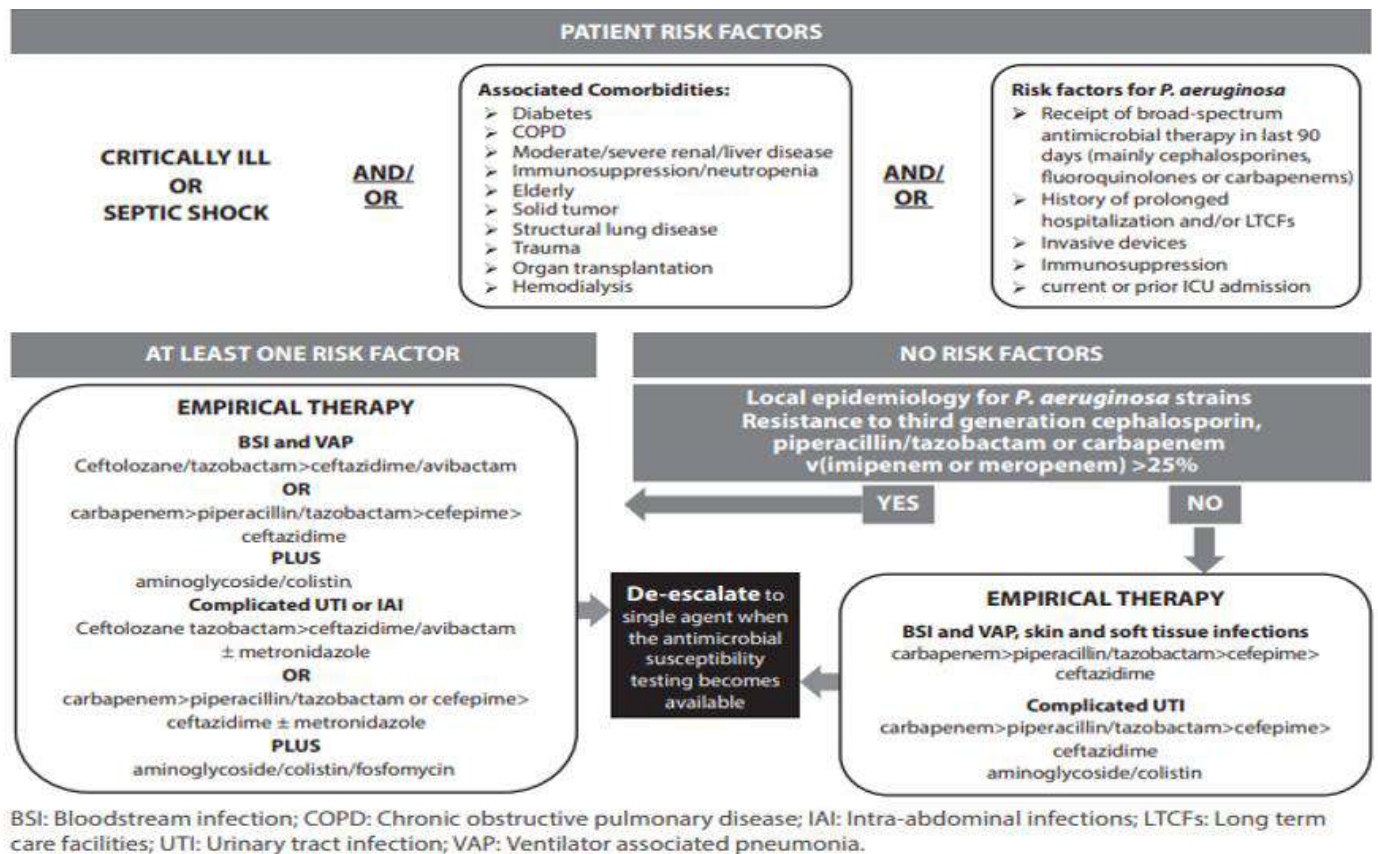 PATIENT RISK FACTORS
CRITICALLY ILL
OR
SEPTIC SHOCK
AND/
OR
Associated Comorbidities:
➢ Diabetes
➢ COPD
➢ Moderate/severe renal/liver disease
➢ Immunosuppression/neutropenia
➢ Elderly
➢ Solid tumor
➢ Structural lung disease
➢ Trauma
➢ Organ transplantation
➢ Hemodialysis
AND/
OR
Risk factors for P. aeruginosa
➢ Receipt of broad-spectrum
antimicrobial therapy in last 90
days (mainly cephalosporines,
fluoroquinolones or carbapenems)
➢ History of prolonged
hospitalization and/or LTCFs
➢ Invasive devices
➢ Immunosuppression
➢ current or prior ICU admission
AT LEAST ONE RISK FACTOR
EMPIRICAL THERAPY
BSI and VAP
Ceftolozane/tazobactam>ceftazidime/avibactam
OR
carbapenem>piperacillin/tazobactam>cefepime>
ceftazidime
PLUS
aminoglycoside/colistin
Complicated UTI or IAI
Ceftolozane tazobactam>ceftazidime/avibactam
± metronidazole
OR
carbapenem>piperacillin/tazobactam or cefepime>
ceftazidime ± metronidazole
PLUS
aminoglycoside/colistin/fosfomycin
NO RISK FACTORS
Local epidemiology for P. aeruginosa strains
Resistance to third generation cephalosporin,
piperacillin/tazobactam or carbapenem
v(imipenem or meropenem) >25%
YES
NO
De-escalate to
single agent when
the antimicrobial
susceptibility
testing becomes
available
EMPIRICAL THERAPY
BSI and VAP, skin and soft tissue infections
carbapenem>piperacillin/tazobactam>cefepime>
ceftazidime
Complicated UTI
carbapenem>piperacillin/tazobactam>cefepime>
ceftazidime
aminoglycoside/colistin
BSI: Bloodstream infection; COPD: Chronic obstructive pulmonary disease; IAI: Intra-abdominal infections; LTCFs: Long term
care facilities; UTI: Urinary tract infection; VAP: Ventilator associated pneumonia.